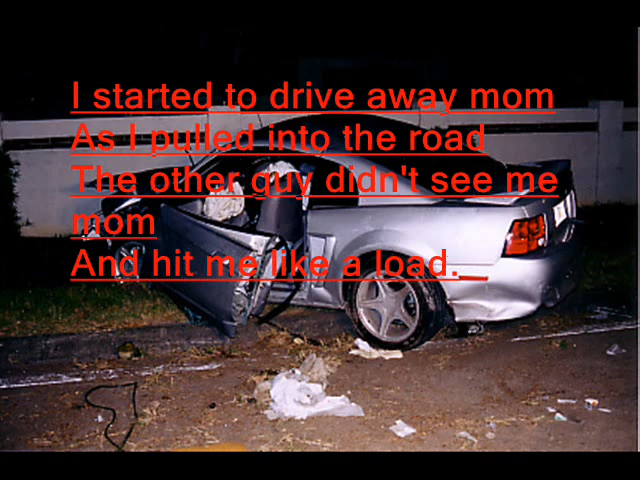 I started to drive away mom
As I pulled into the road
The other guy didn't see me
mom
And hit me like a load.